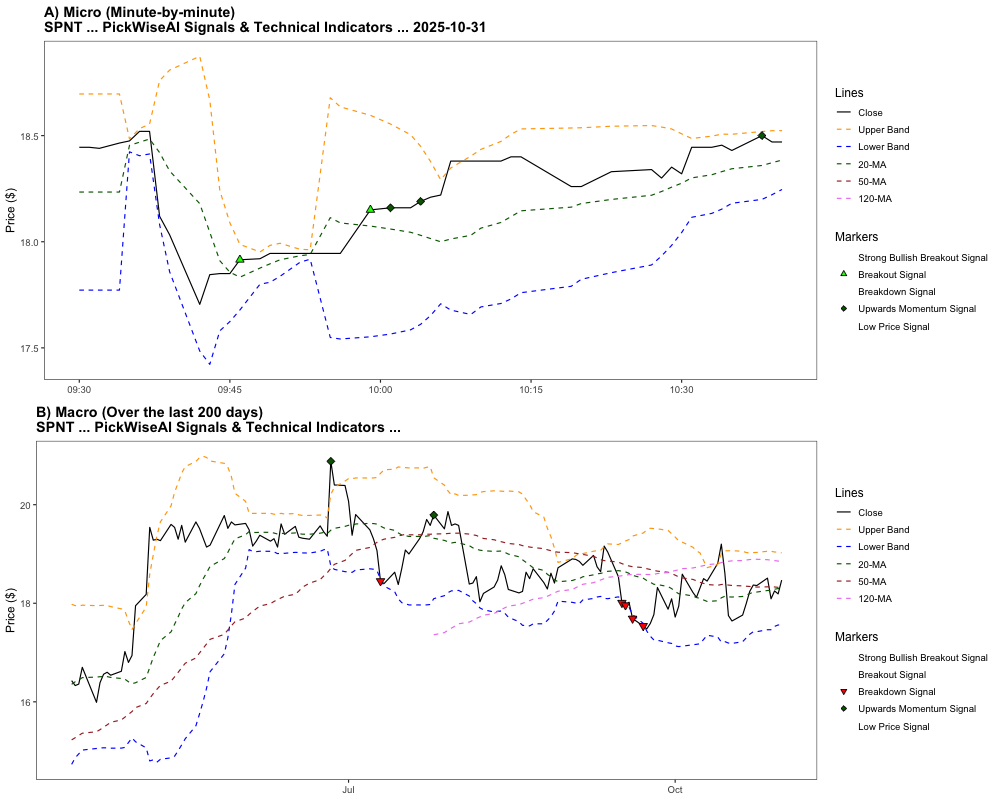 A) Micro (Minute-by-minute)
SPNT ... PickWiseAI Signals & Technical Indicators ... 2025-10-31
Price ($)
18.5
18.0
17.5
09:30
09:45
10:00
10:15
10:30
Lines
Close
Upper Band
Lower Band
20-MA
50-MA
120-MA
Markers
Strong Bullish Breakout Signal
Breakout Signal
Breakdown Signal
Upwards Momentum Signal
Low Price Signal
B) Macro (Over the last 200 days)
SPNT ... PickWiseAI Signals & Technical Indicators ...
Price ($)
20
18
16
Jul
Oct
Lines
Close
Upper Band
Lower Band
20-MA
50-MA
120-MA
Markers
Strong Bullish Breakout Signal
Breakout Signal
Breakdown Signal
Upwards Momentum Signal
Low Price Signal